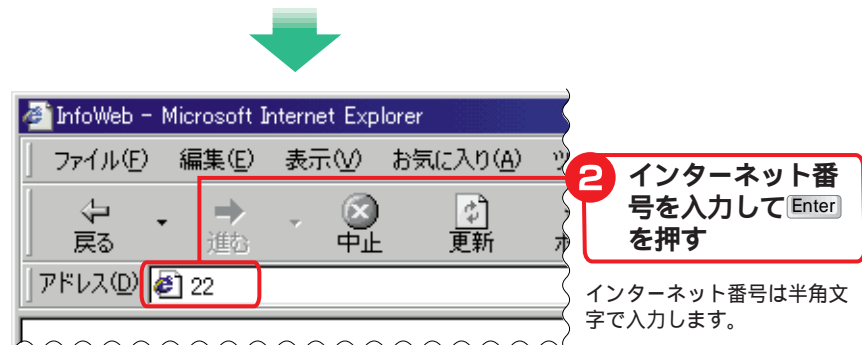 InfoWeb - Microsoft Internet Explorer
ファイル(F) 編集(E) 表示(V) お気に入り(A)
戻る 進む 中止 更新
アドレス(D) 22
2 インターネット番
号を入力して Enter
を押す
インターネット番号は半角文
字で入力します。